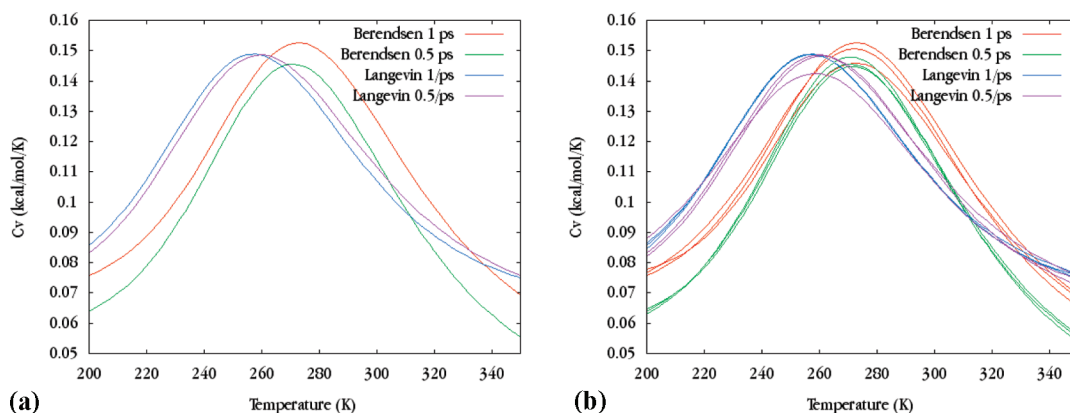 0.16
0.15
0.14
0.13
0.12
0.11
0.1
0.09
0.08
0.07
0.06
0.05
Cv (kcal/mol/K)
Berendsen 1 ps
Berendsen 0.5 ps
Langevin 1/ps
Langevin 0.5/ps
200 220 240 260 280 300 320 340
Temperature (K)
(a)
0.16
0.15
0.14
0.13
0.12
0.11
0.1
0.09
0.08
0.07
0.06
0.05
Cv (kcal/mol/K)
Berendsen 1 ps
Berendsen 0.5 ps
Langevin 1/ps
Langevin 0.5/ps
200 220 240 260 280 300 320 340
Temperature (K)
(b)